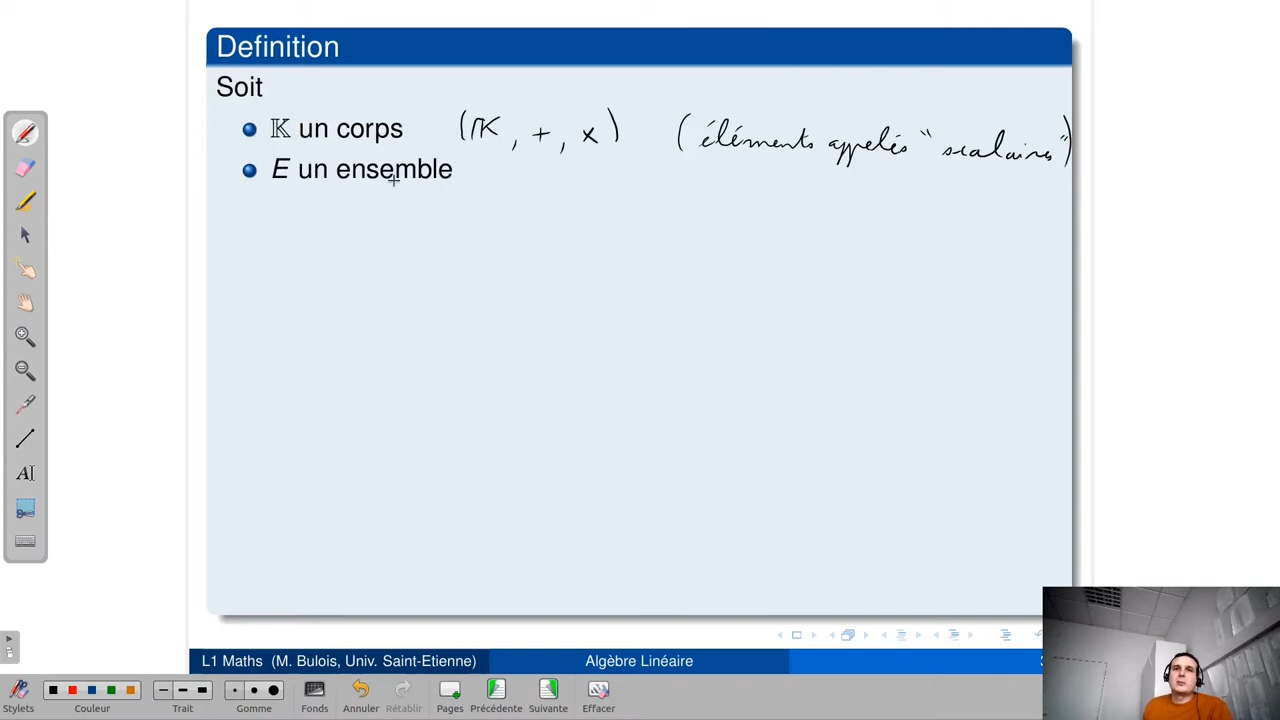 Definition
Soit
𝕂 un corps (𝕂, +, ×) (éléments appelés "scalaires")
E un ensemble
L1 Maths (M. Bulois, Univ. Saint-Etienne) Algèbre Linéaire
Stylets Couleur Trait Gomme Fonds Annuler Rétablir Pages Précédente Suivante Effacer